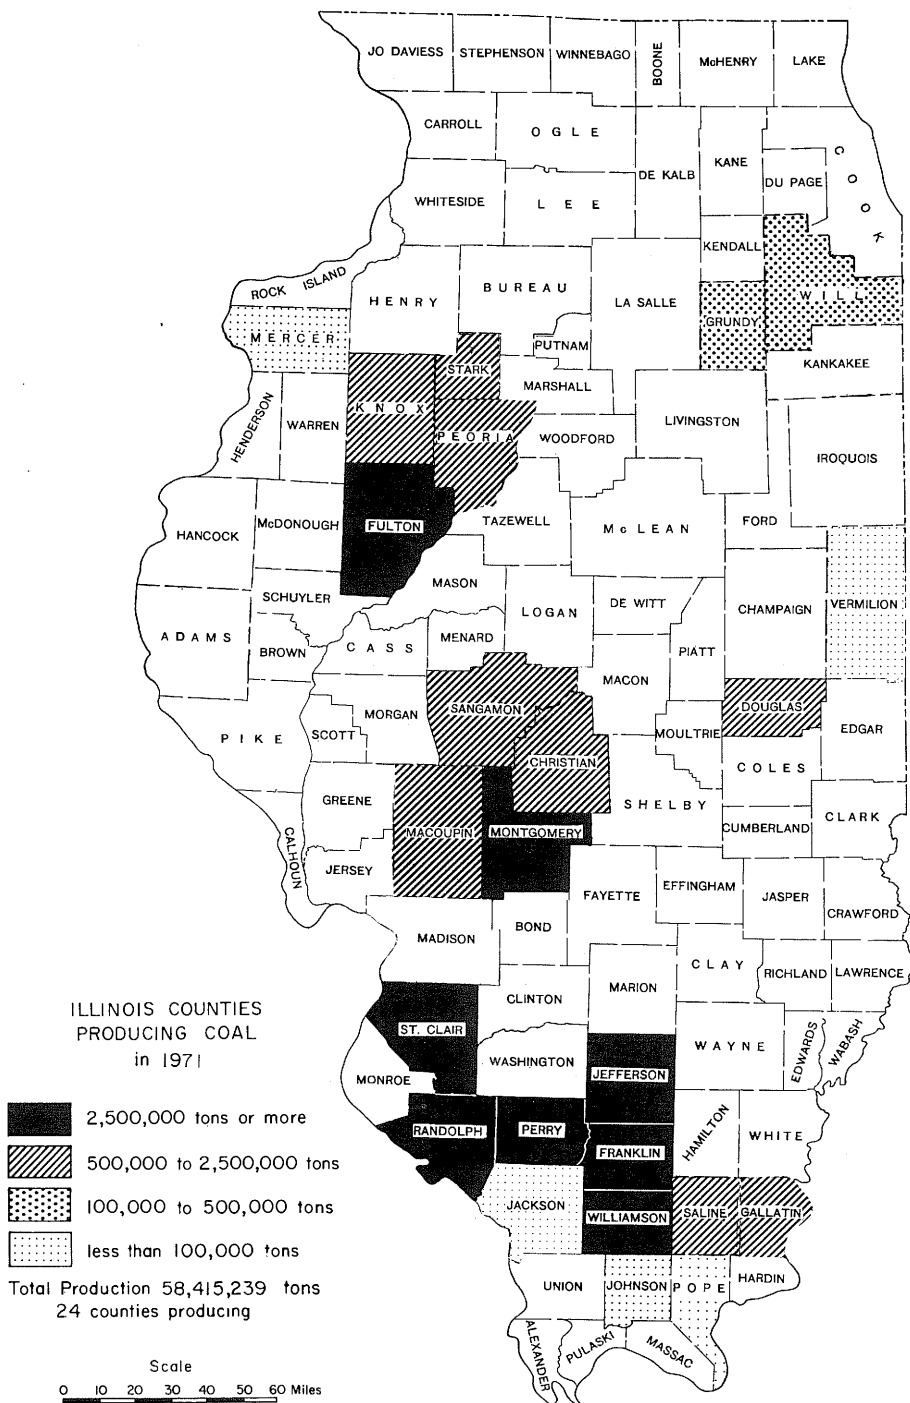 JO DAVIESS
STEPHENSON
WINNEBAGO
BOONE
McHENRY
LAKE
CARROLL
OGLE
DE KALB
KANE
COOK
DU PAGE
WHITESIDE
LEE
KENDALL
ROCK ISLAND
HENRY
BUREAU
LA SALLE
GRUNDY
WILL
MERCER
STARK
PUTNAM
KANKAKEE
KNOX
MARSHALL
HENDERSON
WARREN
PEORIA
WOODFORD
LIVINGSTON
IROQUOIS
HANCOCK
McDONOUGH
FULTON
TAZEWELL
McLEAN
FORD
SCHUYLER
MASON
LOGAN
DE WITT
CHAMPAIGN
VERMILION
ADAMS
BROWN
CASS
MENARD
PIATT
MACON
PIKE
SCOTT
MORGAN
SANGAMON
MOULTRIE
DOUGLAS
EDGAR
CHRISTIAN
COLES
GREENE
MACOUPIN
MONTGOMERY
SHELBY
CUMBERLAND
CLARK
CALHOUN
JERSEY
FAYETTE
EFFINGHAM
JASPER
CRAWFORD
MADISON
BOND
CLAY
RICHLAND
LAWRENCE
CLINTON
MARION
ST. CLAIR
WAYNE
EDWARDS
WABASH
MONROE
WASHINGTON
JEFFERSON
RANDOLPH
PERRY
FRANKLIN
HAMILTON
WHITE
JACKSON
WILLIAMSON
SALINE
GALLATIN
UNION
JOHNSON
POPE
HARDIN
ALEXANDER
PULASKI
MASSAC
ILLINOIS COUNTIES
PRODUCING COAL
in 1971
2,500,000 tons or more
500,000 to 2,500,000 tons
100,000 to 500,000 tons
less than 100,000 tons
Total Production 58,415,239 tons
24 counties producing
Scale
0 10 20 30 40 50 60 Miles